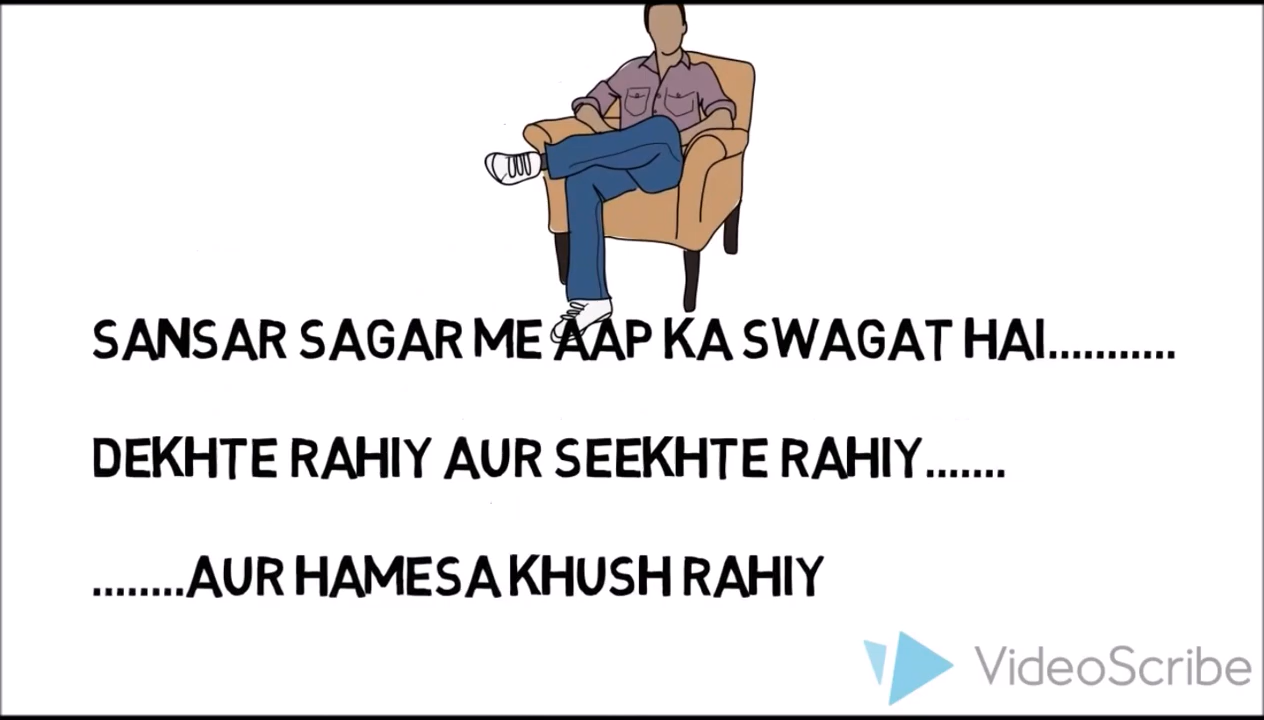 SANSAR SAGAR ME AAP KA SWAGAT HAI...........
DEKHTE RAHIY AUR SEEKHTE RAHIY.......
........AUR HAMESA KHUSH RAHIY
VideoScribe